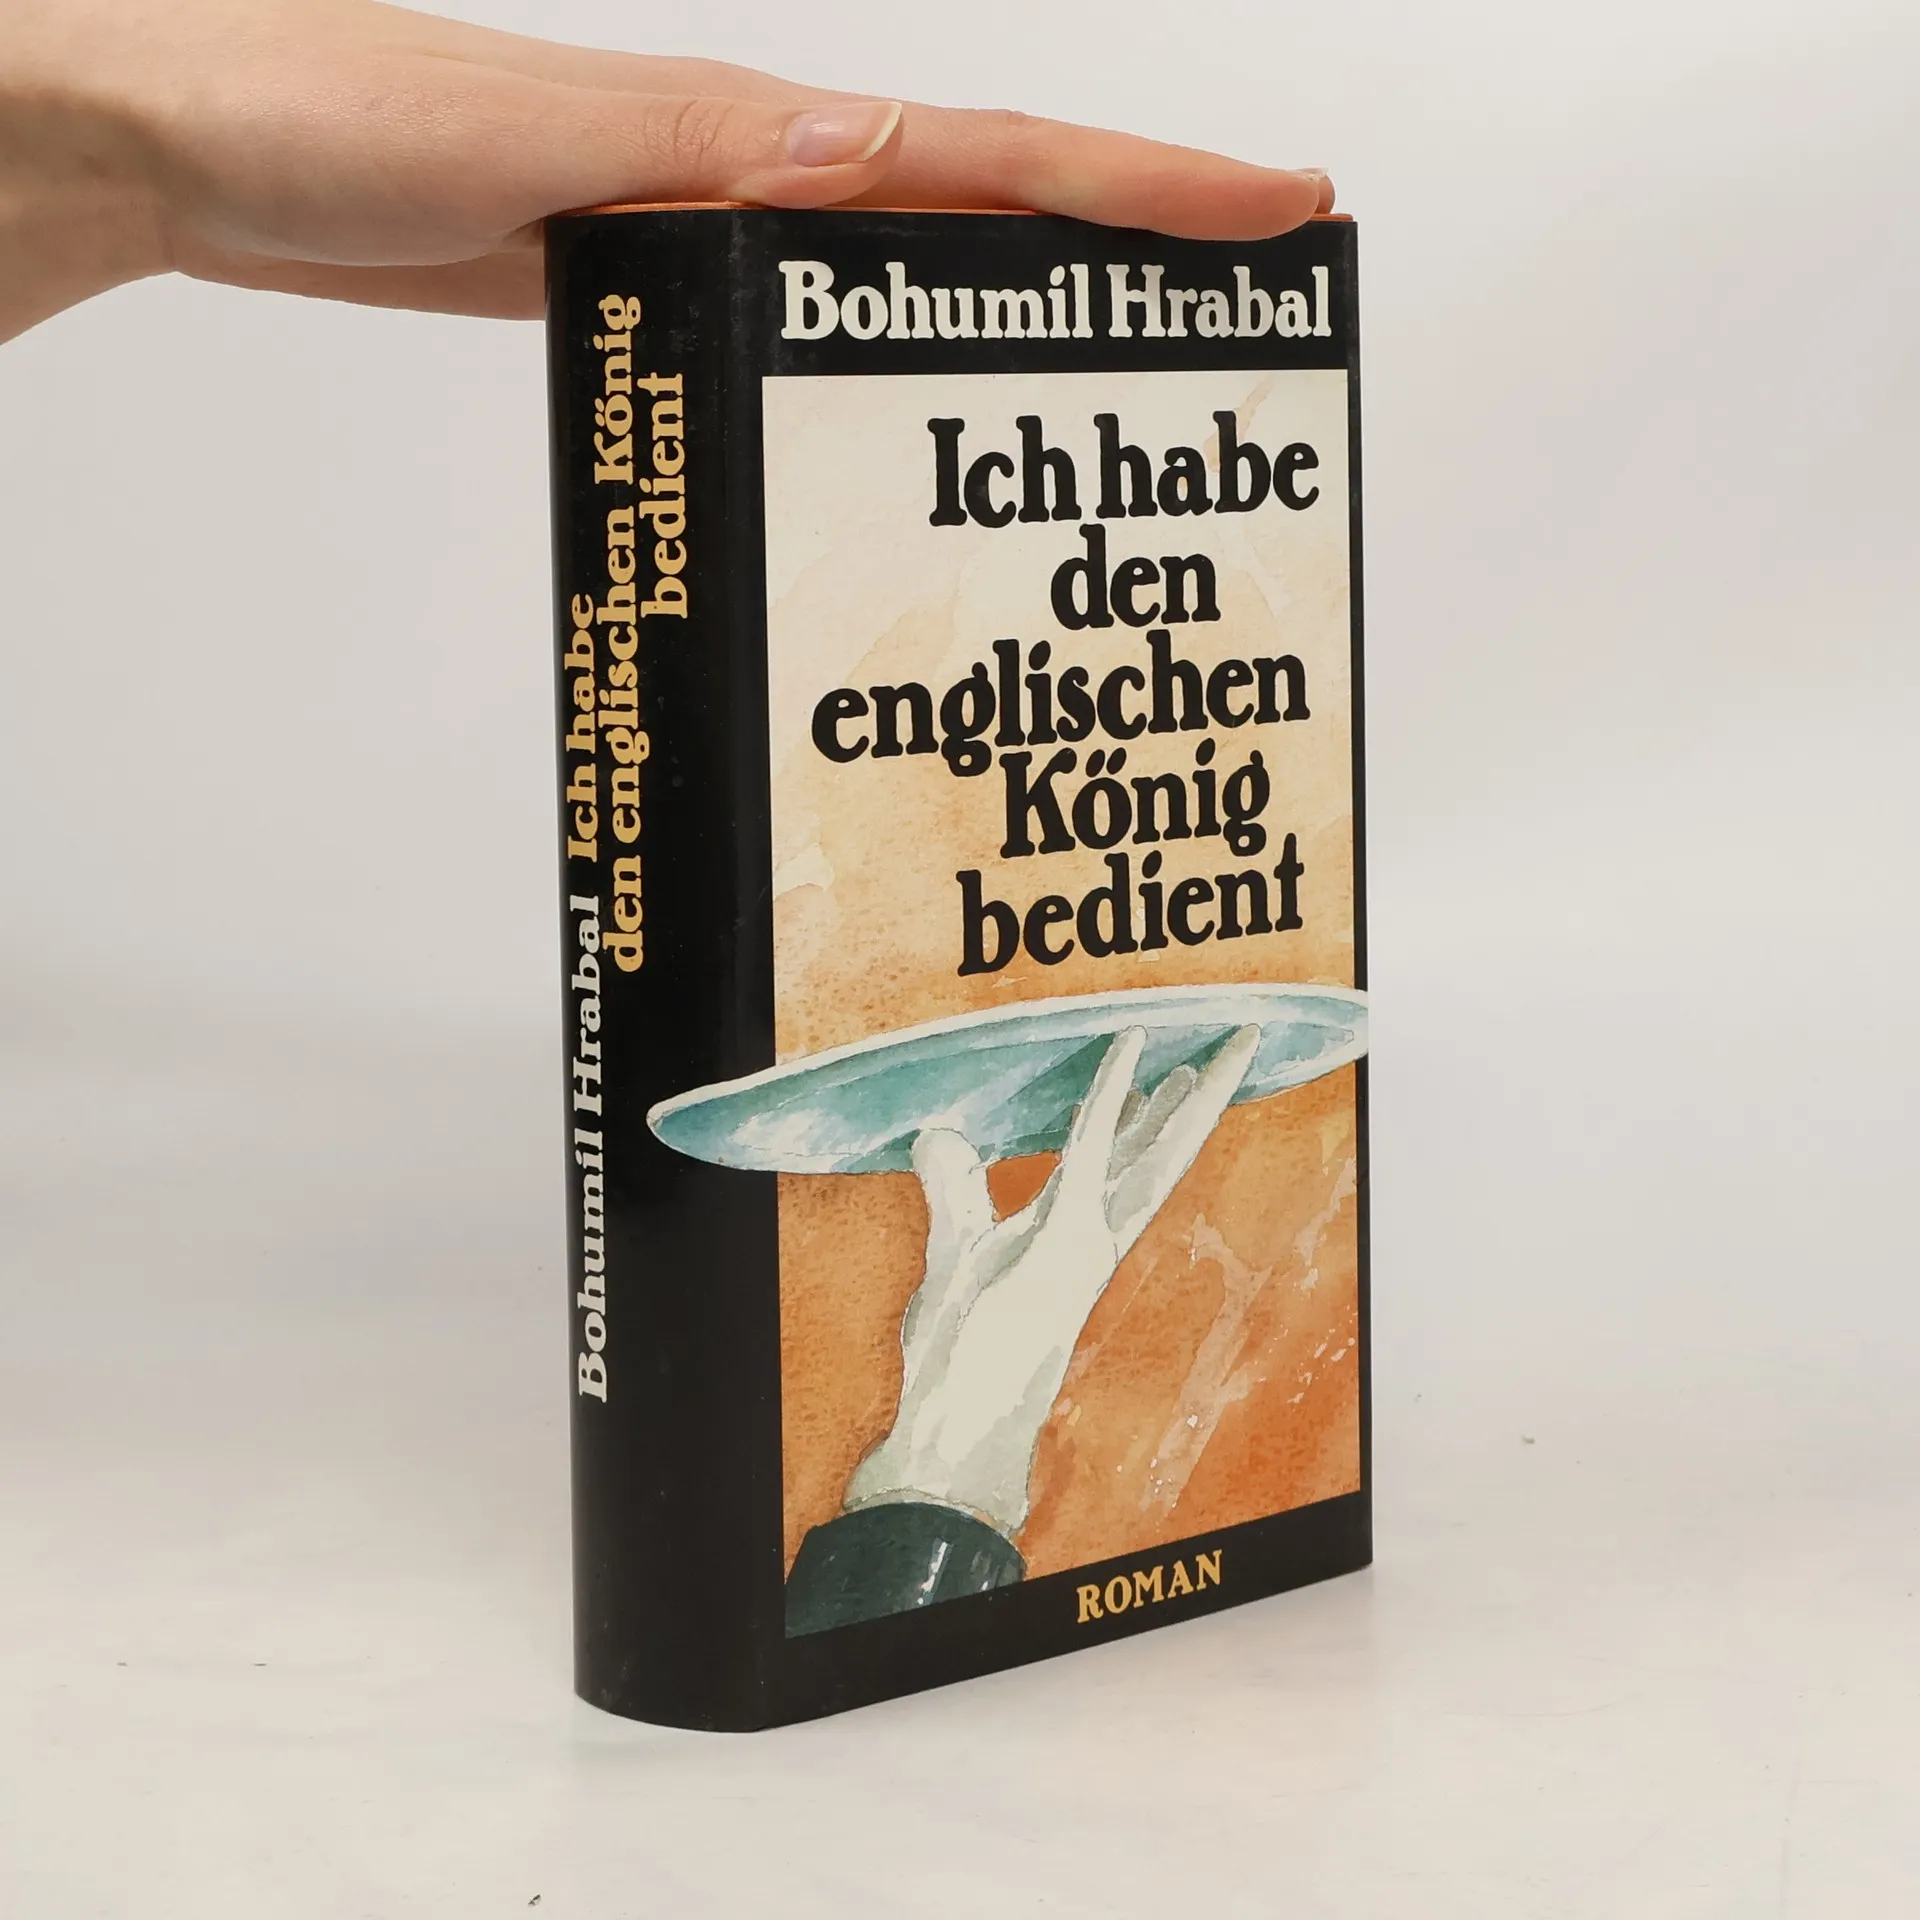 Bohumil Hrabal
Ich habe
den
englischen
König
bedient
ROMAN
Bohumil Hrabal Ich habe
den englischen König
bedient